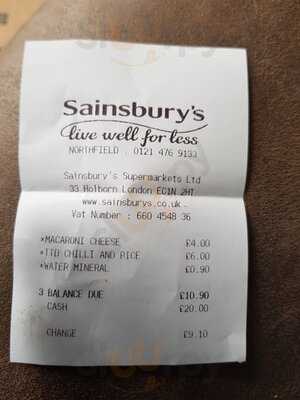 Sainsbury's
live well for less
NORTHFIELD . 0121 476 9133
Sainsbury's Supermarkets Ltd
33 Holborn London EC1N 2HT
www.sainsburys.co.uk
Vat Number : 660 4548 36
*MACARONI CHEESE £4.00
*TTD CHILLI AND RICE £6.00
*WATER MINERAL £0.90
3 BALANCE DUE £10.90
CASH £20.00
CHANGE £9.10